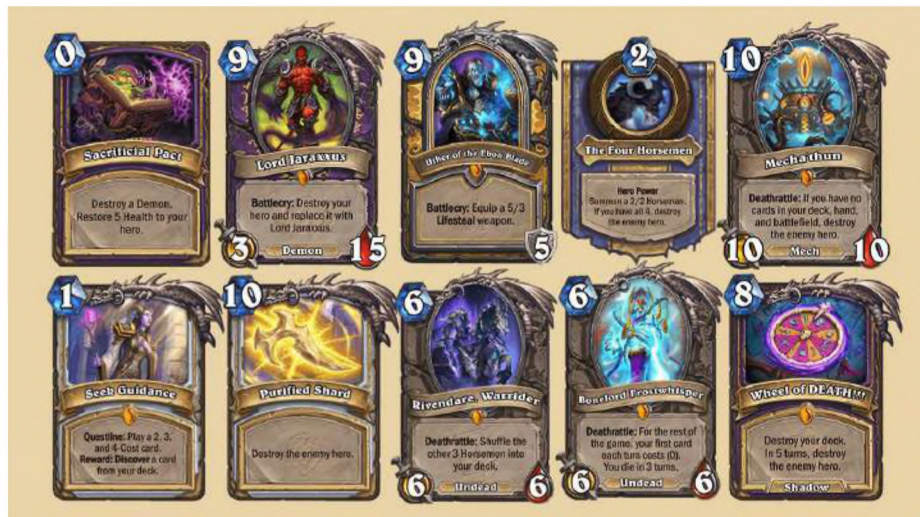 0
Sacrificial Pact
Destroy a Demon.
Restore 5 Health to your
hero.
9
Lord Jaraxxus
Battlecry: Destroy your
hero and replace it with
Lord Jaraxxus.
3
Demon
15
9
Uther of the Ebon Blade
Battlecry: Equip a 5/3
Lifesteal weapon.
5
2
The Four Horsemen
Hero Power
Summon a 2/2 Horseman.
If you have all 4, destroy
the enemy hero.
10
Mecha'thun
Deathrattle: If you have no
cards in your deck, hand,
and battlefield, destroy
the enemy hero.
10
Mech
10
1
Seek Guidance
Questline: Play a 2, 3,
and 4-Cost card.
Reward: Discover a card
from your deck.
10
Purified Shard
Destroy the enemy hero.
6
Rivendare, Warrider
Deathrattle: Shuffle the
other 3 Horsemen into
your deck.
6
Undead
6
6
Bonelord Frostwhisper
Deathrattle: For the rest of
the game, your first card
each turn costs (0).
You die in 3 turns.
6
Undead
6
8
Wheel of DEATH!!!
Destroy your deck.
In 5 turns, destroy
the enemy hero.
Shadow